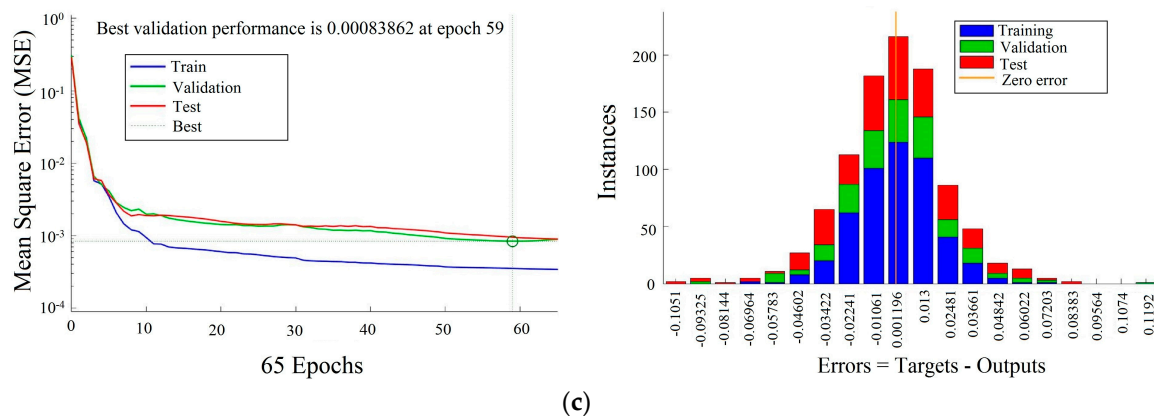 Best validation performance is 0.00083862 at epoch 59
Mean Square Error (MSE)
10^0
10^-1
10^-2
10^-3
10^-4
Train
Validation
Test
Best
0 10 20 30 40 50 60
65 Epochs
Instances
200
150
100
50
0
Training
Validation
Test
Zero error
-0.1051
-0.09325
-0.08144
-0.06964
-0.05783
-0.04602
-0.03422
-0.02241
-0.01061
0.001196
0.013
0.02481
0.03661
0.04842
0.06022
0.07203
0.08383
0.09564
0.1074
0.1192
Errors = Targets - Outputs
(c)